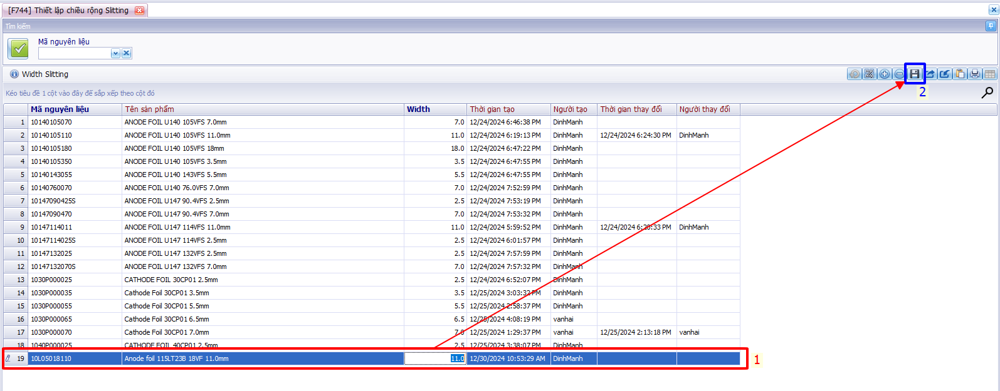 [F744] Thiết lập chiều rộng Slitting
Tìm kiếm
Mã nguyên liệu
Width Slitting
2
Kéo tiêu đề 1 cột vào đây để sắp xếp theo cột đó
Mã nguyên liệu Tên sản phẩm Width Thời gian tạo Người tạo Thời gian thay đổi Người thay đổi
1 10140105070 ANODE FOIL U140 105VFS 7.0mm 7.0 12/24/2024 6:46:38 PM DinhManh
2 10140105110 ANODE FOIL U140 105VFS 11.0mm 11.0 12/24/2024 6:19:13 PM DinhManh 12/24/2024 6:24:30 PM DinhManh
3 10140105180 ANODE FOIL U140 105VFS 18mm 18.0 12/24/2024 6:47:22 PM DinhManh
4 10140105350 ANODE FOIL U140 105VFS 3.5mm 3.5 12/24/2024 6:47:55 PM DinhManh
5 10140143055 ANODE FOIL U140 143VFS 5.5mm 5.5 12/24/2024 6:47:55 PM DinhManh
6 10140760070 ANODE FOIL U140 76.0VFS 7.0mm 7.0 12/24/2024 7:52:59 PM DinhManh
7 10147090425S ANODE FOIL U147 90.4VFS 2.5mm 2.5 12/24/2024 7:53:19 PM DinhManh
8 10147090470 ANODE FOIL U147 90.4VFS 7.0mm 7.0 12/24/2024 7:53:32 PM DinhManh
9 10147114011 ANODE FOIL U147 114VFS 11.0mm 11.0 12/24/2024 5:59:52 PM DinhManh 12/24/2024 6:20:33 PM DinhManh
10 10147114025S ANODE FOIL U147 114VFS 2.5mm 2.5 12/24/2024 6:01:57 PM DinhManh
11 10147132025 ANODE FOIL U147 132VFS 2.5mm 2.5 12/24/2024 7:57:59 PM DinhManh
12 10147132070S ANODE FOIL U147 132VFS 7.0mm 7.0 12/24/2024 7:57:32 PM DinhManh
13 1030P000025 CATHODE FOIL 30CP01 2.5mm 2.5 12/24/2024 6:52:07 PM DinhManh
14 1030P000035 Cathode Foil 30CP01 3.5mm 3.5 12/25/2024 3:03:32 PM DinhManh
15 1030P000055 Cathode Foil 30CP01 5.5mm 5.5 12/25/2024 2:58:37 PM DinhManh
16 1030P000065 Cathode Foil 30CP01 6.5mm 6.5 12/25/2024 4:08:19 PM vanhai
17 1030P000070 Cathode Foil 30CP01 7.0mm 7.0 12/25/2024 1:29:37 PM vanhai 12/25/2024 2:13:18 PM vanhai
18 1040P000025 CATHODE FOIL 40CP01 2.5mm 2.5 12/25/2024 3:38:07 PM DinhManh
19 10L05018110 Anode foil 115LT23B 18VF 11.0mm 11.0 12/30/2024 10:53:29 AM DinhManh
1